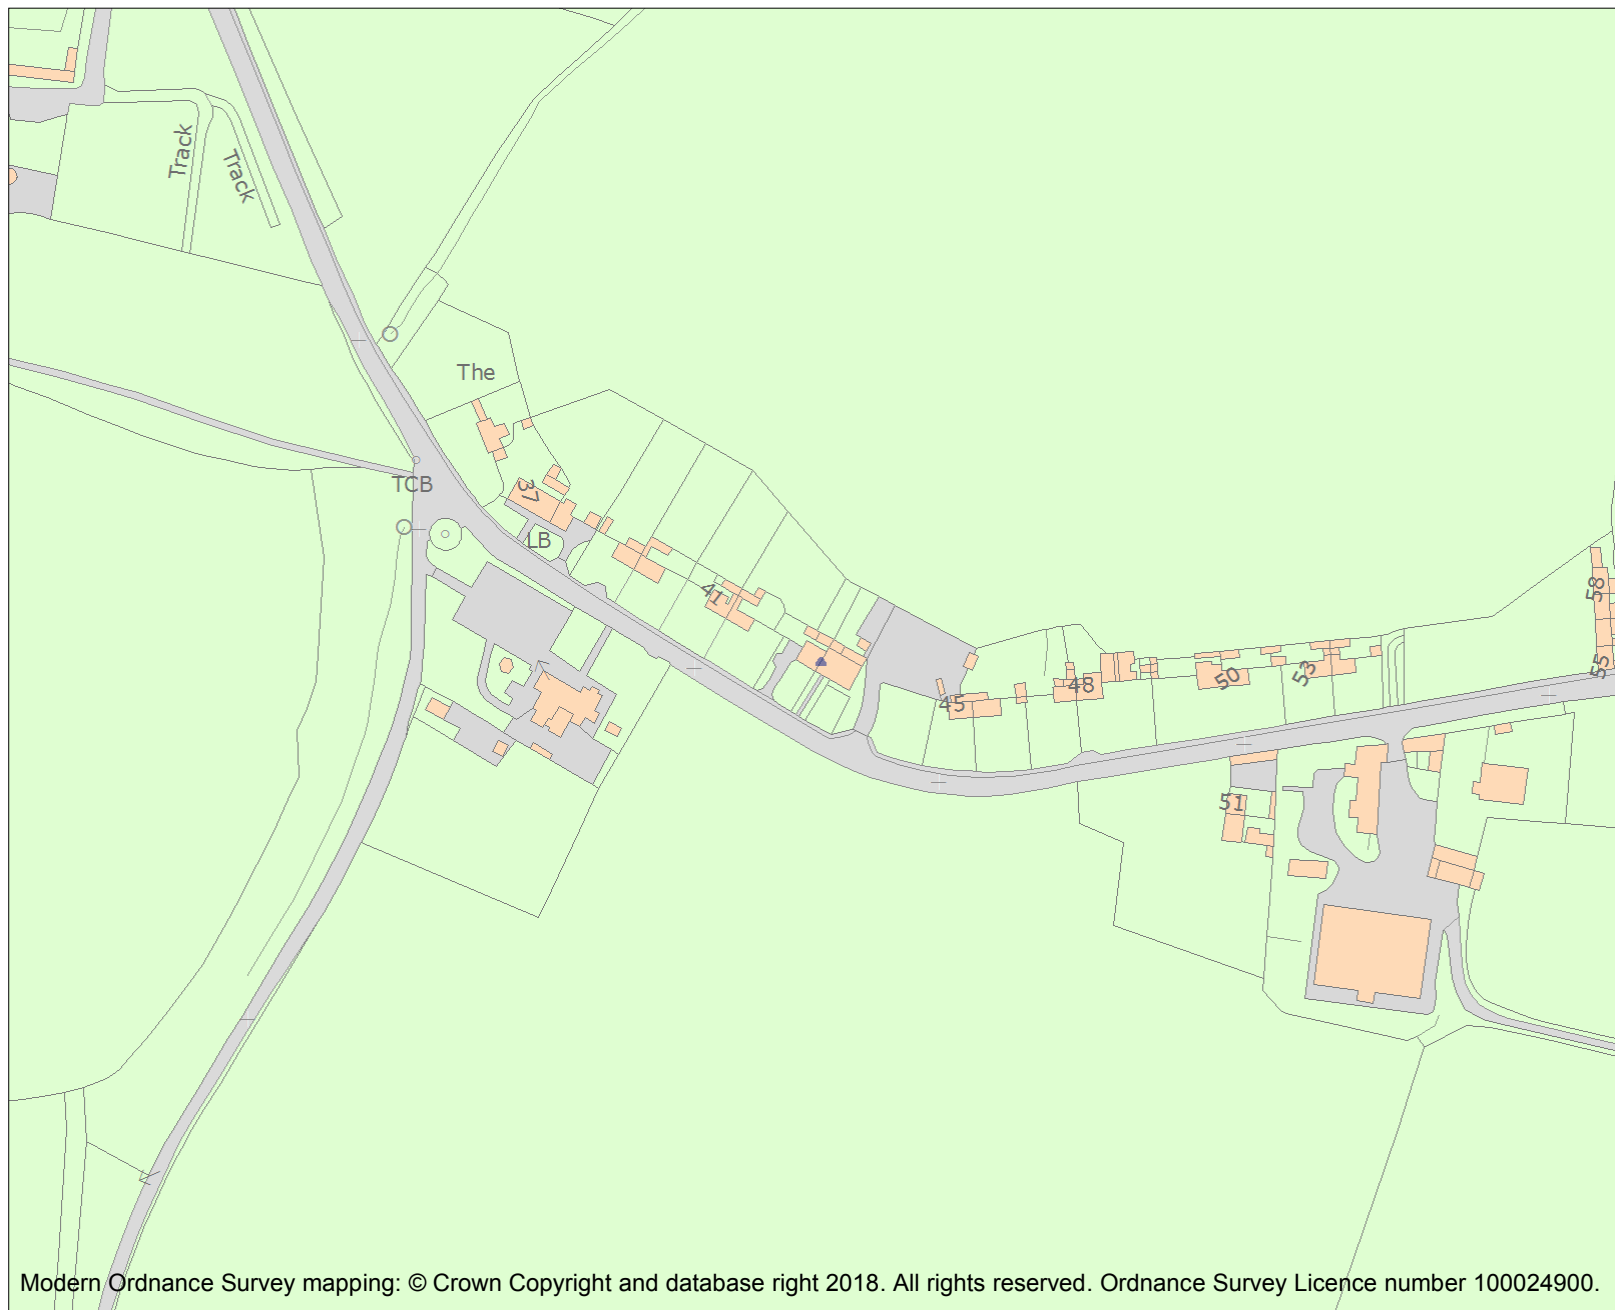 Track
Track
The
TCB
37
LB
41
45
48
50
53
58
55
51
Modern Ordnance Survey mapping: © Crown Copyright and database right 2018. All rights reserved. Ordnance Survey Licence number 100024900.